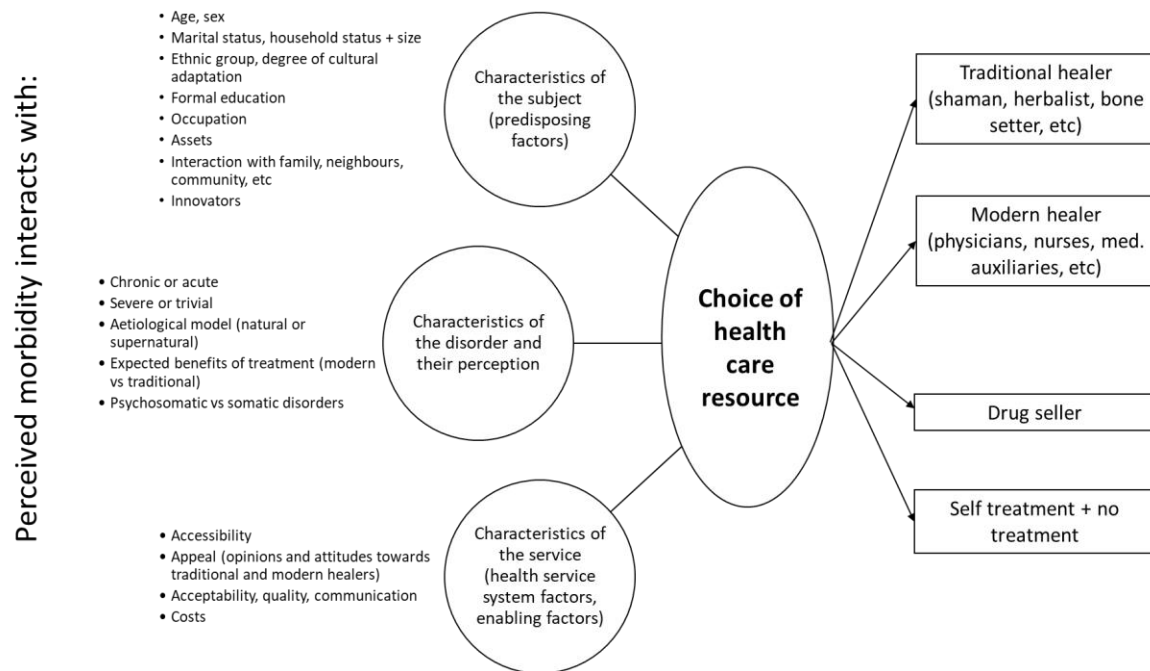 Perceived morbidity interacts with:
• Age, sex
• Marital status, household status + size
• Ethnic group, degree of cultural
adaptation
• Formal education
• Occupation
• Assets
• Interaction with family, neighbours,
community, etc
• Innovators
Characteristics of
the subject
(predisposing
factors)
• Chronic or acute
• Severe or trivial
• Aetiological model (natural or
supernatural)
• Expected benefits of treatment (modern
vs traditional)
• Psychosomatic vs somatic disorders
Characteristics of
the disorder and
their perception
• Accessibility
• Appeal (opinions and attitudes towards
traditional and modern healers)
• Acceptability, quality, communication
• Costs
Characteristics of
the service
(health service
system factors,
enabling factors)
Choice of
health
care
resource
Traditional healer
(shaman, herbalist, bone
setter, etc)
Modern healer
(physicians, nurses, med.
auxiliaries, etc)
Drug seller
Self treatment + no
treatment